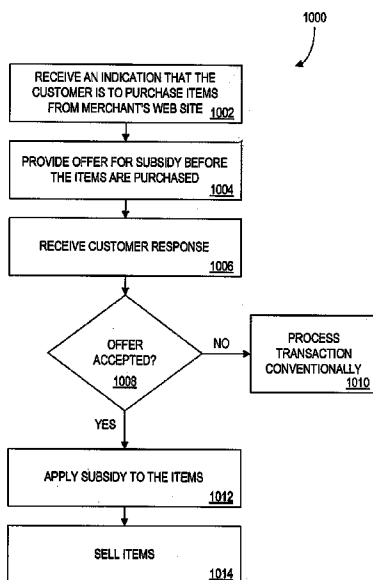 1000
RECEIVE AN INDICATION THAT THE
CUSTOMER IS TO PURCHASE ITEMS
FROM MERCHANT'S WEB SITE
1002
PROVIDE OFFER FOR SUBSIDY BEFORE
THE ITEMS ARE PURCHASED
1004
RECEIVE CUSTOMER RESPONSE
1006
OFFER
ACCEPTED?
1008
NO
PROCESS
TRANSACTION
CONVENTIONALLY
1010
YES
APPLY SUBSIDY TO THE ITEMS
1012
SELL ITEMS
1014